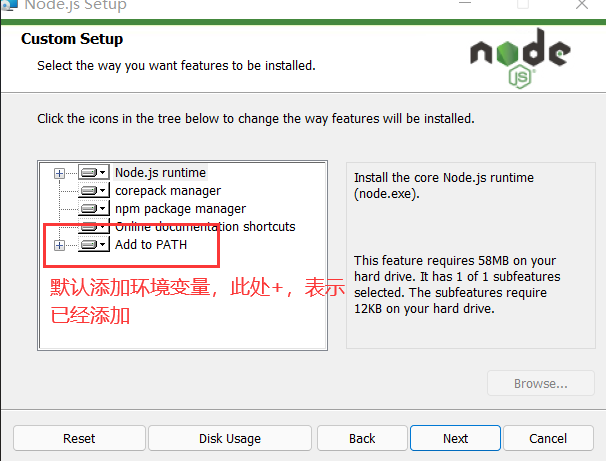 Node.js Setup
Custom Setup
Select the way you want features to be installed.
node
JS
Click the icons in the tree below to change the way features will be installed.
Node.js runtime
corepack manager
npm package manager
Online documentation shortcuts
Add to PATH
默认添加环境变量，此处+，表示
已经添加
Install the core Node.js runtime
(node.exe).
This feature requires 58MB on your
hard drive. It has 1 of 1 subfeatures
selected. The subfeatures require
12KB on your hard drive.
Browse...
Reset
Disk Usage
Back
Next
Cancel